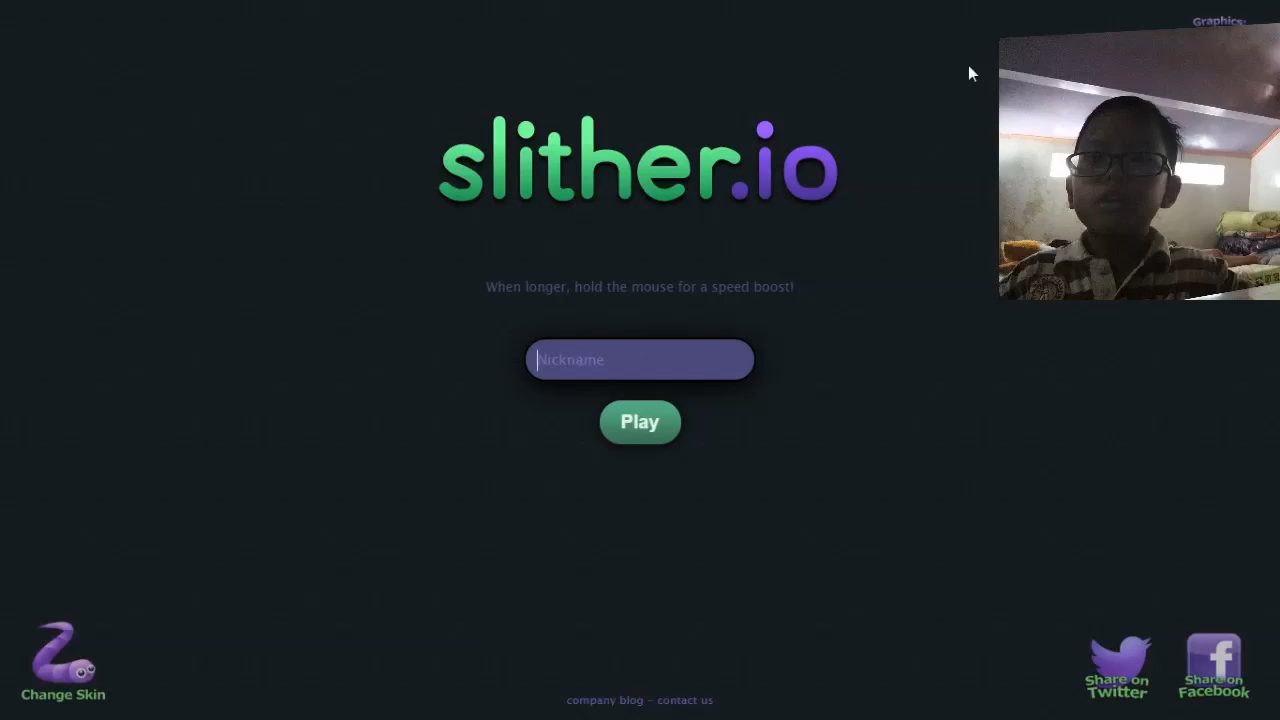 Graphics:
slither.io
When longer, hold the mouse for a speed boost!
Nickname
Play
Change Skin
company blog - contact us
Share on
Twitter
Share on
Facebook